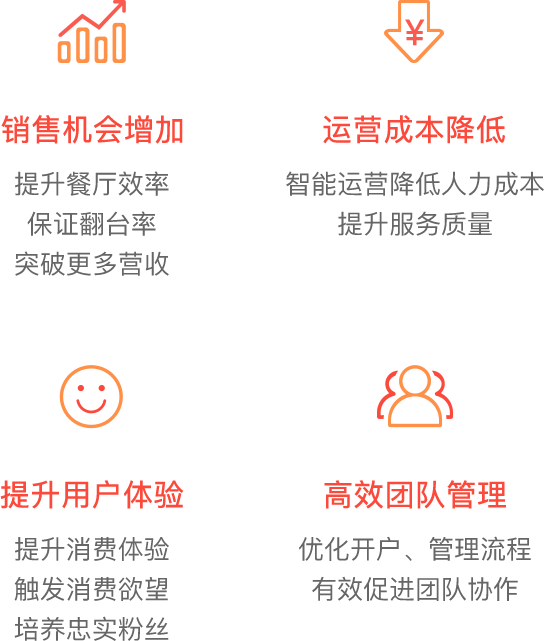 ¥
销售机会增加
提升餐厅效率
保证翻台率
突破更多营收
运营成本降低
智能运营降低人力成本
提升服务质量
提升用户体验
提升消费体验
触发消费欲望
培养忠实粉丝
高效团队管理
优化开户、管理流程
有效促进团队协作